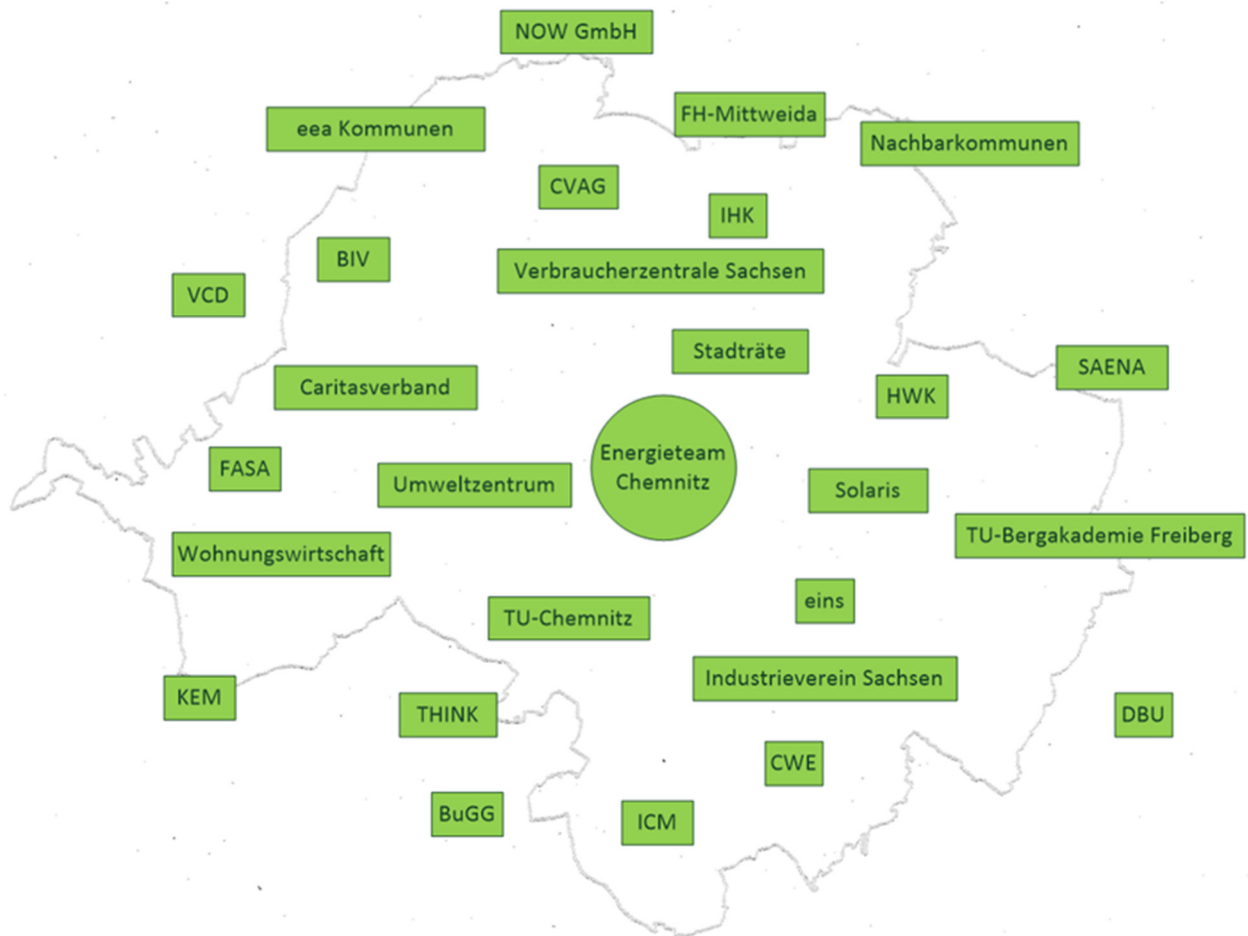 NOW GmbH
FH-Mittweida
eea Kommunen
Nachbarkommunen
CVAG
IHK
BIV
Verbraucherzentrale Sachsen
VCD
Stadträte
SAENA
Caritasverband
HWK
Energieteam
Chemnitz
FASA
Umweltzentrum
Solaris
TU-Bergakademie Freiberg
Wohnungswirtschaft
eins
TU-Chemnitz
Industrieverein Sachsen
KEM
THINK
DBU
CWE
BuGG
ICM